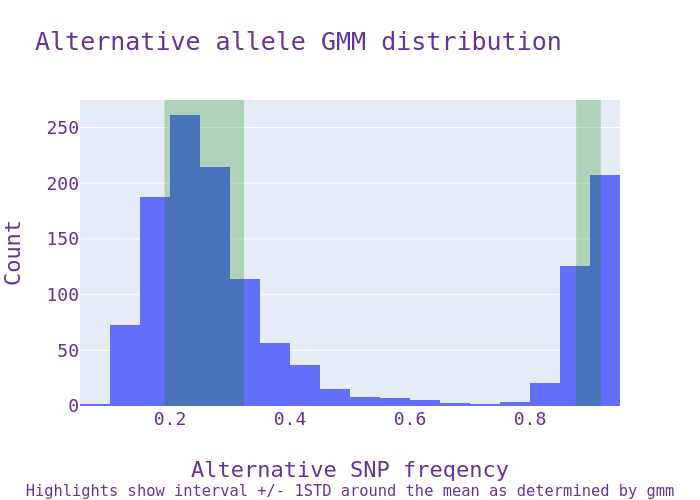 Alternative allele GMM distribution
250
200
150
100
50
0
Count
0.2 0.4 0.6 0.8
Alternative SNP freqency
Highlights show interval +/- 1STD around the mean as determined by gmm